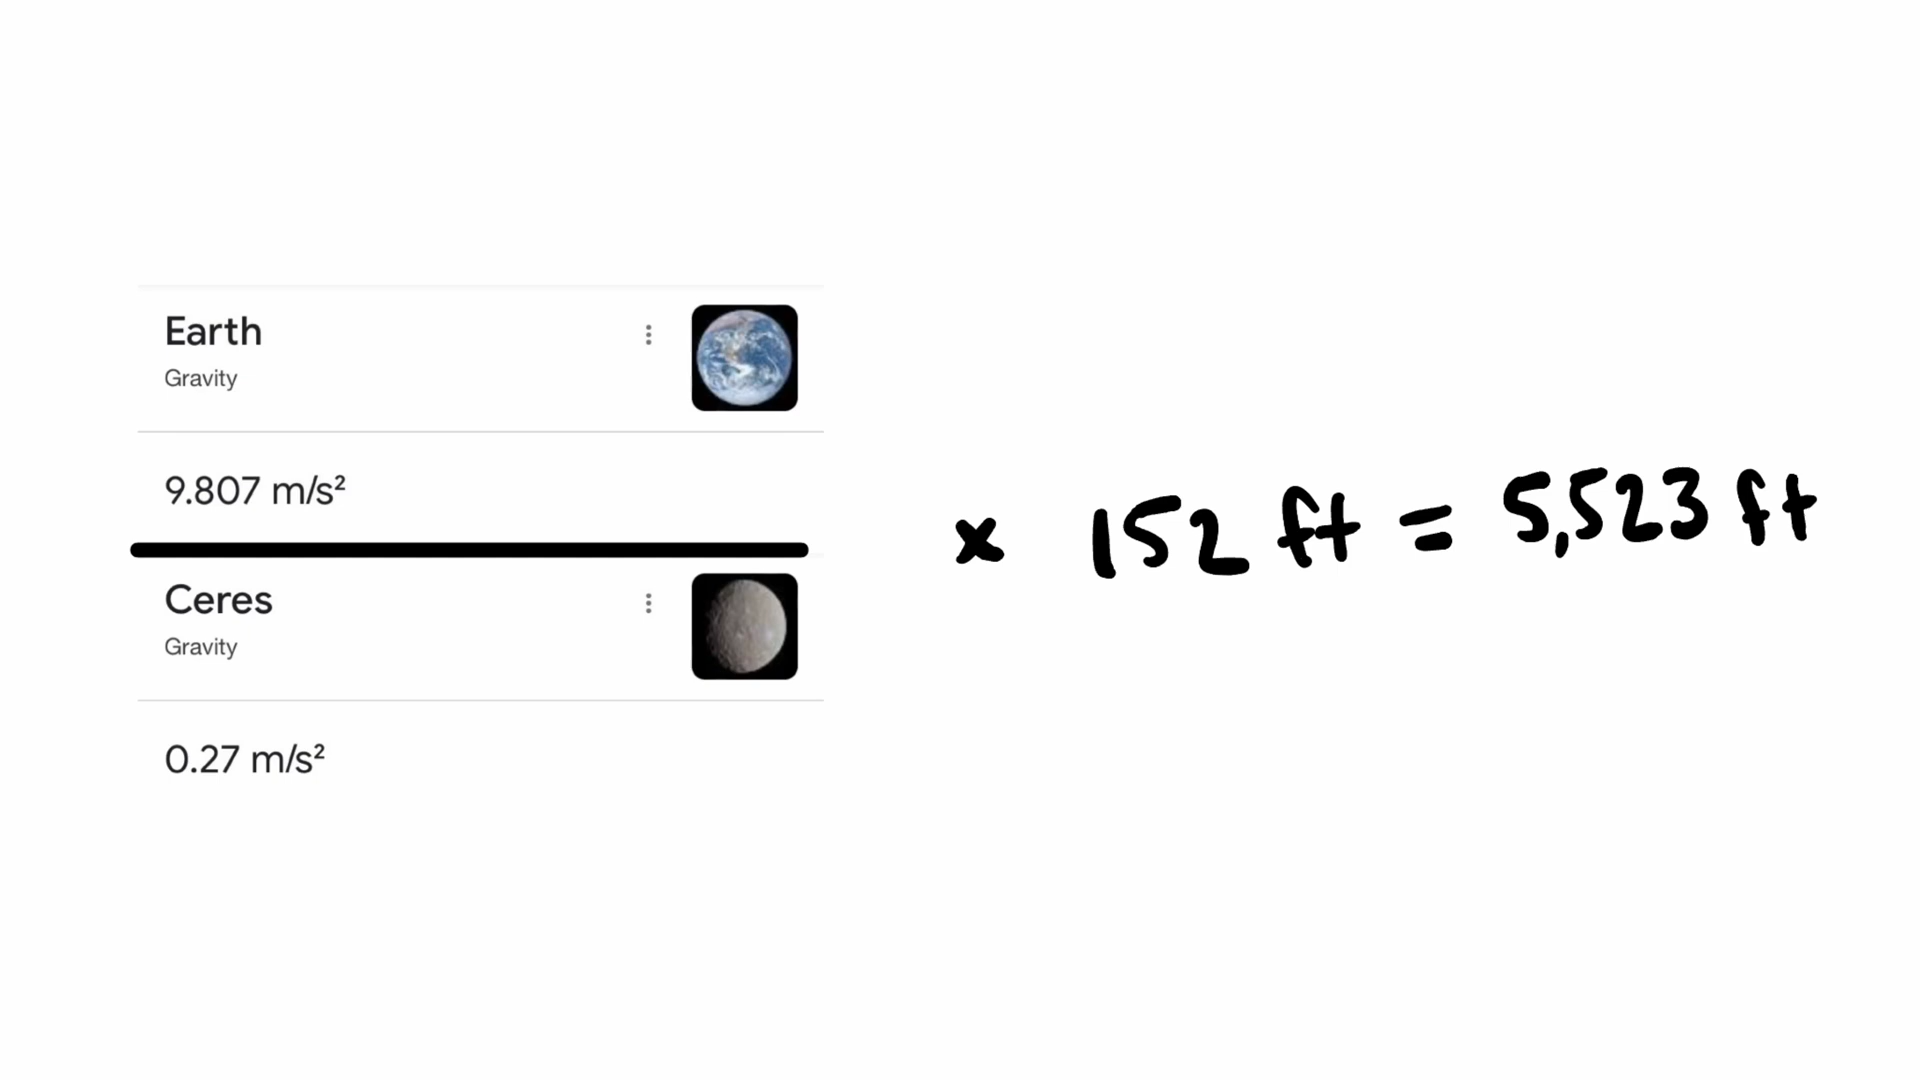 Earth
Gravity
9.807 m/s²
Ceres
Gravity
0.27 m/s²
x 152 ft = 5,523 ft